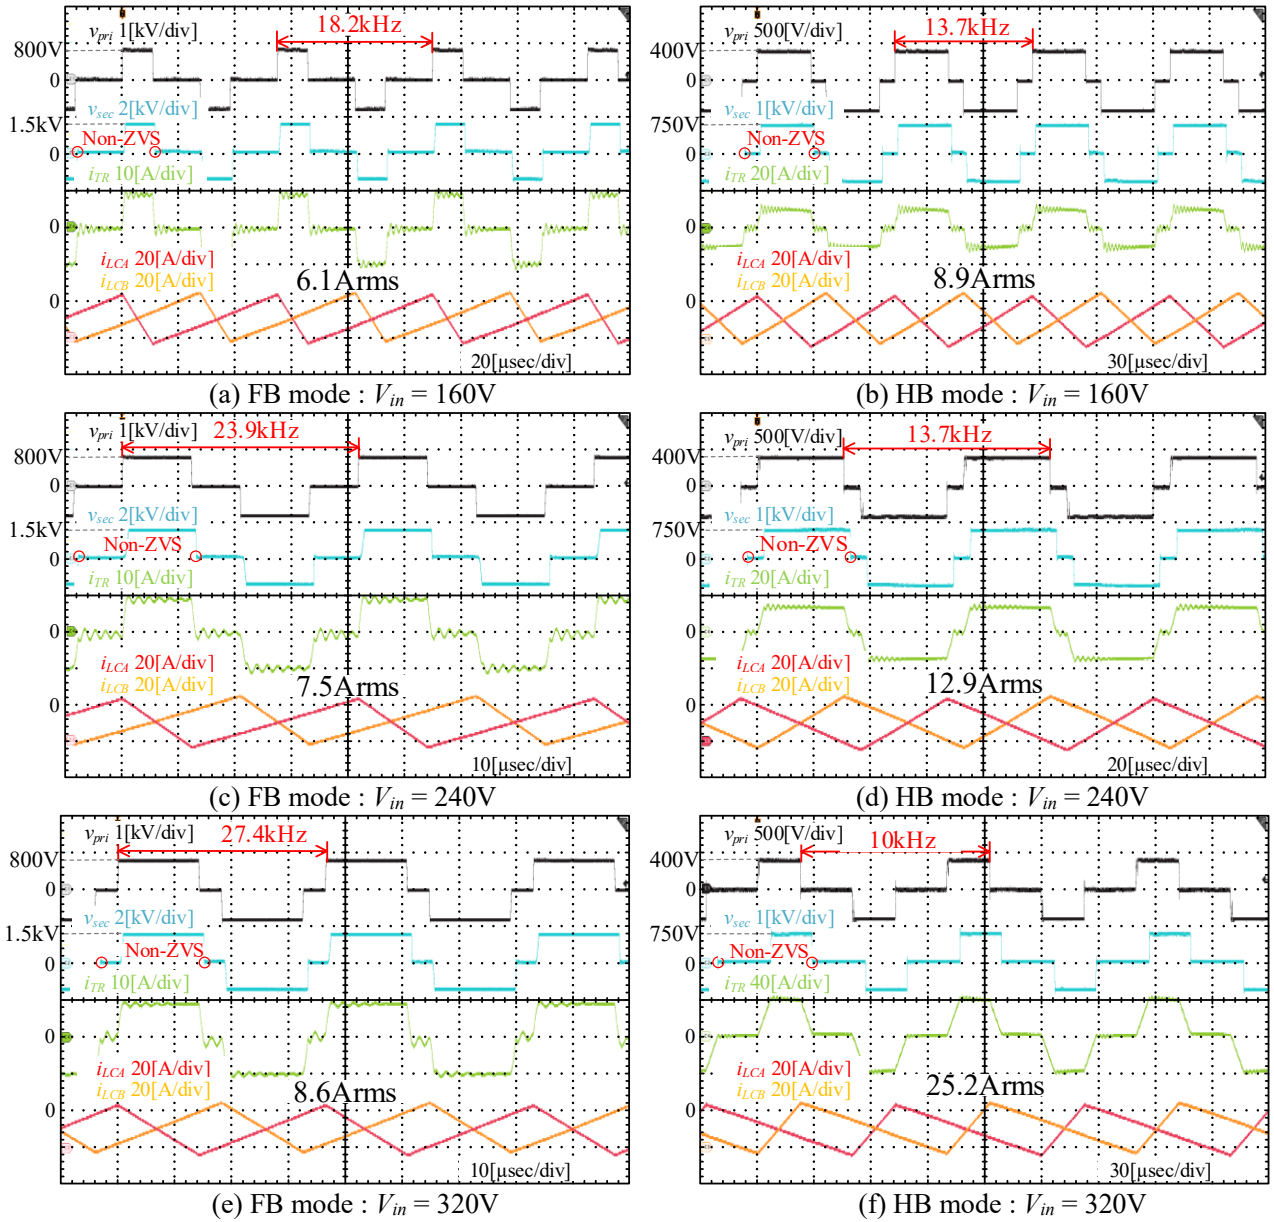 v_pri 1[kV/div]
18.2kHz
800V
0
v_sec 2[kV/div]
1.5kV
Non-ZVS
0
i_TR 10[A/div]
0
i_LCA 20[A/div]
i_LCB 20[A/div]
6.1Arms
0
20[μsec/div]
(a) FB mode : V_in = 160V
v_pri 500[V/div]
13.7kHz
400V
0
v_sec 1[kV/div]
750V
Non-ZVS
0
i_TR 20[A/div]
0
i_LCA 20[A/div]
i_LCB 20[A/div]
8.9Arms
0
30[μsec/div]
(b) HB mode : V_in = 160V
v_pri 1[kV/div]
23.9kHz
800V
0
v_sec 2[kV/div]
1.5kV
Non-ZVS
0
i_TR 10[A/div]
0
i_LCA 20[A/div]
i_LCB 20[A/div]
7.5Arms
0
10[μsec/div]
(c) FB mode : V_in = 240V
v_pri 500[V/div]
13.7kHz
400V
0
v_sec 1[kV/div]
750V
Non-ZVS
0
i_TR 20[A/div]
0
i_LCA 20[A/div]
i_LCB 20[A/div]
12.9Arms
0
20[μsec/div]
(d) HB mode : V_in = 240V
v_pri 1[kV/div]
27.4kHz
800V
0
v_sec 2[kV/div]
1.5kV
Non-ZVS
0
i_TR 10[A/div]
0
i_LCA 20[A/div]
i_LCB 20[A/div]
8.6Arms
0
10[μsec/div]
(e) FB mode : V_in = 320V
v_pri 500[V/div]
10kHz
400V
0
v_sec 1[kV/div]
750V
Non-ZVS
0
i_TR 40[A/div]
0
i_LCA 20[A/div]
i_LCB 20[A/div]
25.2Arms
0
30[μsec/div]
(f) HB mode : V_in = 320V